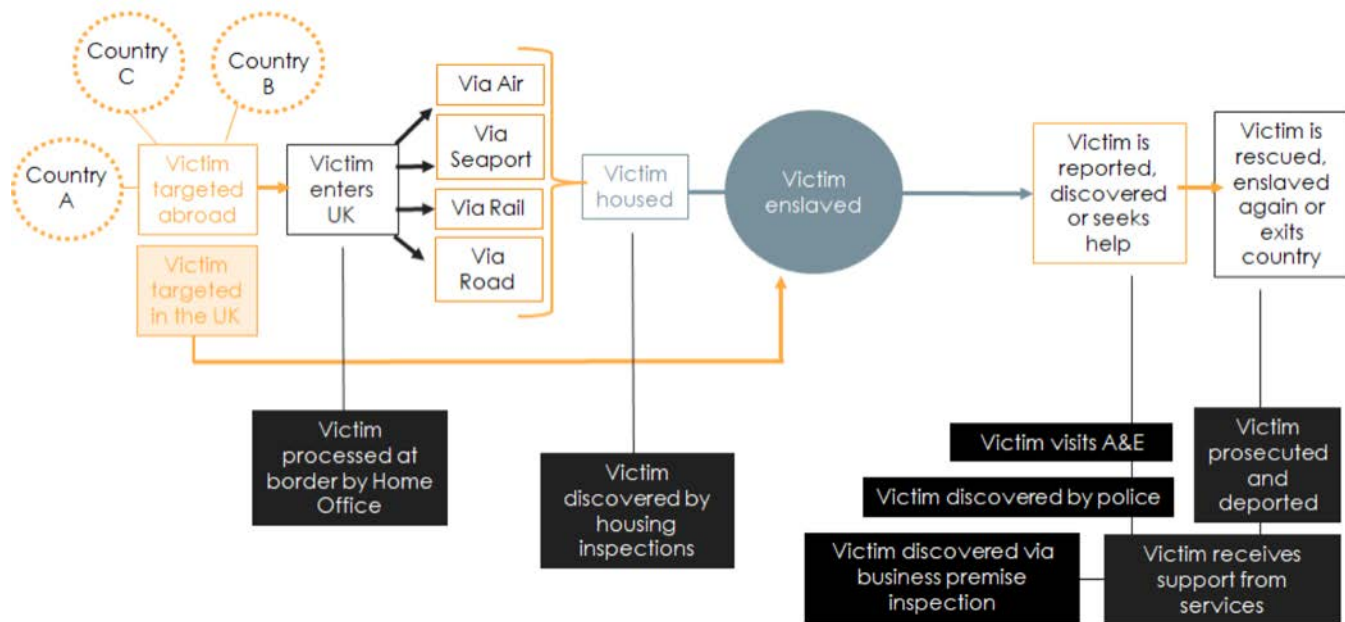 Country
C
Country
B
Country
A
Victim
targeted
abroad
Victim
targeted
in the UK
Victim
enters
UK
Via Air
Via
Seaport
Via Rail
Via
Road
Victim
housed
Victim
enslaved
Victim is
reported,
discovered
or seeks
help
Victim is
rescued,
enslaved
again or
exits
country
Victim
processed at
border by Home
Office
Victim
discovered by
housing
inspections
Victim visits A&E
Victim discovered by police
Victim discovered via
business premise
inspection
Victim
prosecuted
and
deported
Victim receives
support from
services